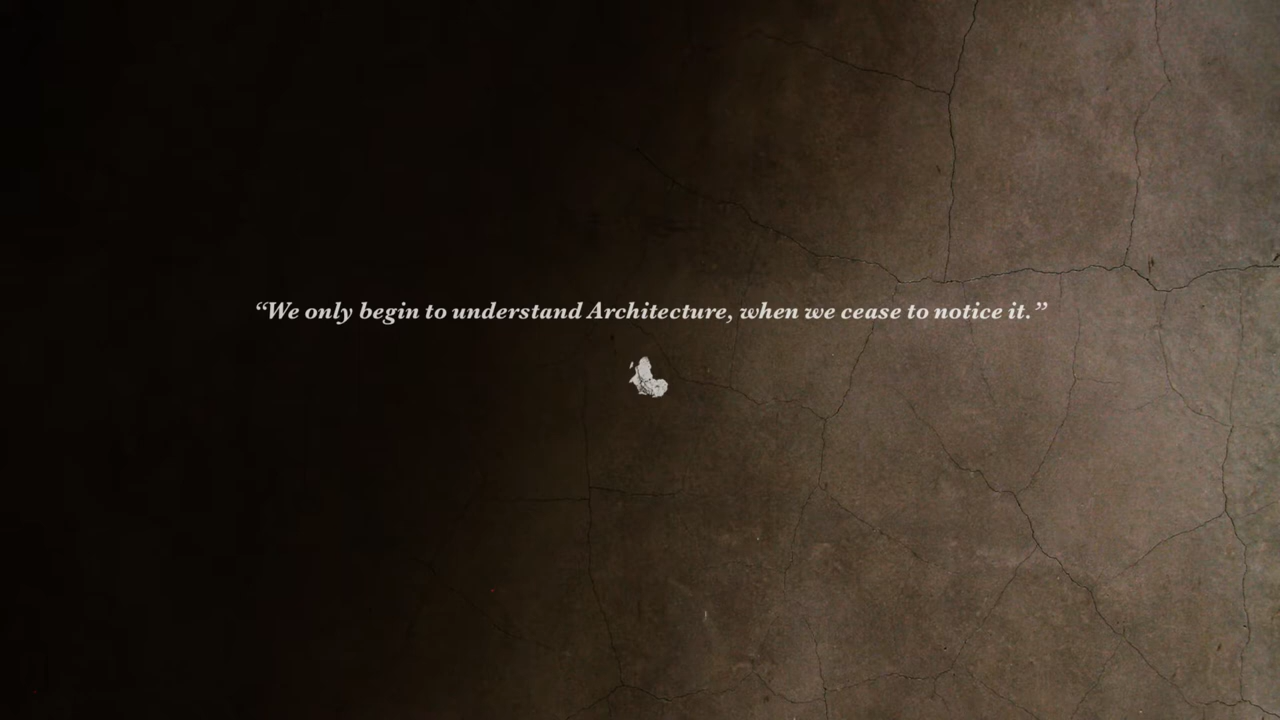 “We only begin to understand Architecture, when we cease to notice it.”